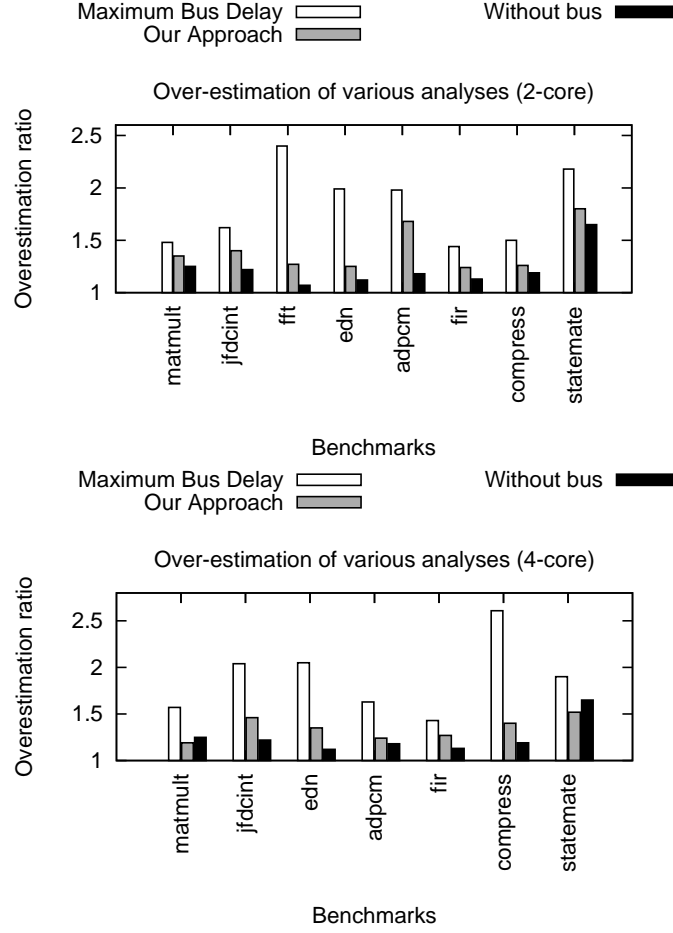 Maximum Bus Delay Without bus
Our Approach
Over-estimation of various analyses (2-core)
Overestimation ratio
2.5
2
1.5
1
matmult
jfdcint
fft
edn
adpcm
fir
compress
statemate
Benchmarks
Maximum Bus Delay Without bus
Our Approach
Over-estimation of various analyses (4-core)
Overestimation ratio
2.5
2
1.5
1
matmult
jfdcint
edn
adpcm
fir
compress
statemate
Benchmarks